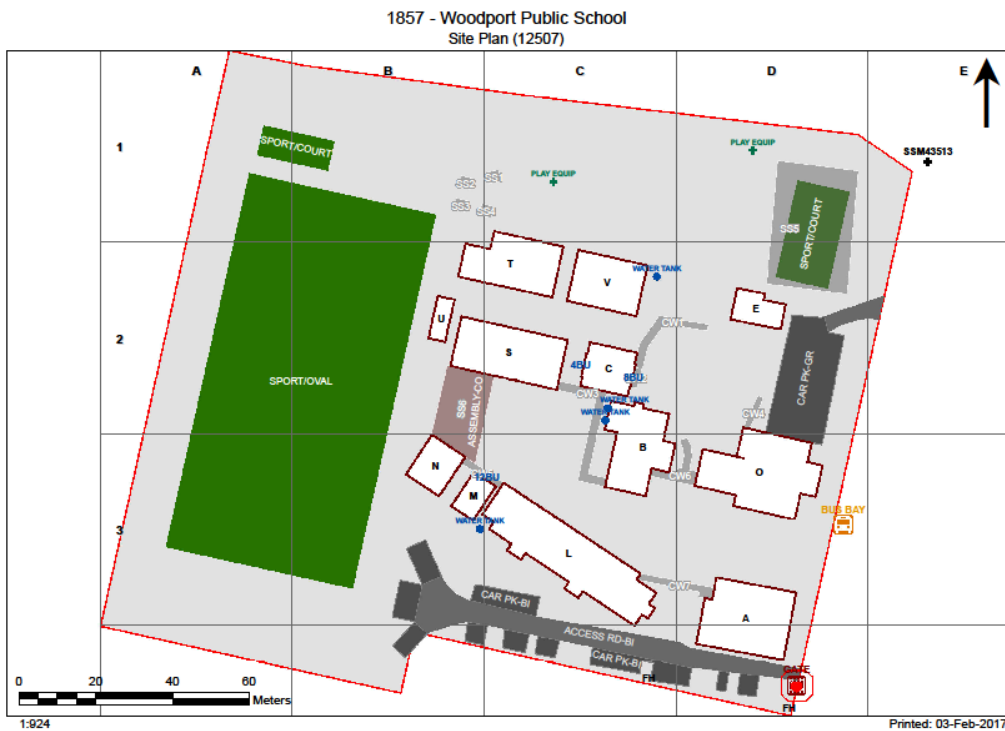 1857 - Woodport Public School
Site Plan (12507)
A B C D E
1
SPORT/COURT
PLAY EQUIP
PLAY EQUIP
SSM43513
SS2 SS1
SS3 SS4
SS5
SPORT/COURT
T
V
WATER TANK
E
U
CW1
2
S
4BU
C
8BU
CAR PK-GR
SPORT/OVAL
CW3
WATER TANK
WATER TANK
SS6
ASSEMBLY-CO
CW4
B
N
12BU
CW6
O
M
BUS BAY
WATER TANK
3
L
CW7
CAR PK-BI
A
ACCESS RD-BI
CAR PK-BI
GATE
FH
FH
0 20 40 60
Meters
1:924
Printed: 03-Feb-2017